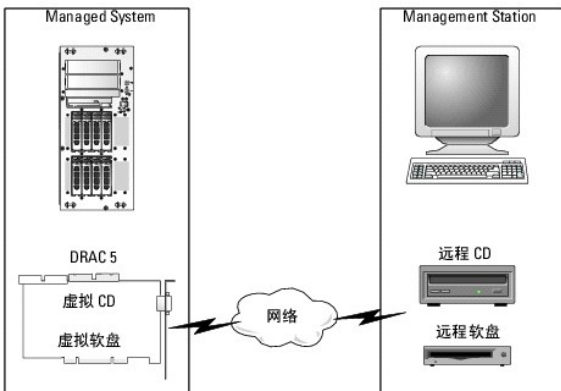 Managed System
Management Station
DRAC 5
虚拟 CD
虚拟软盘
网络
远程 CD
远程软盘